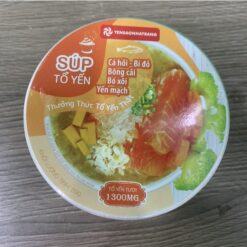 YENSAONHATRANG
SÚP
TỔ YẾN
Cá hồi - Bí đỏ
Bông cải
Bó xôi
Yến mạch
Thưởng Thức Tổ Yến Thật
TỔ YẾN TƯƠI
1300MG